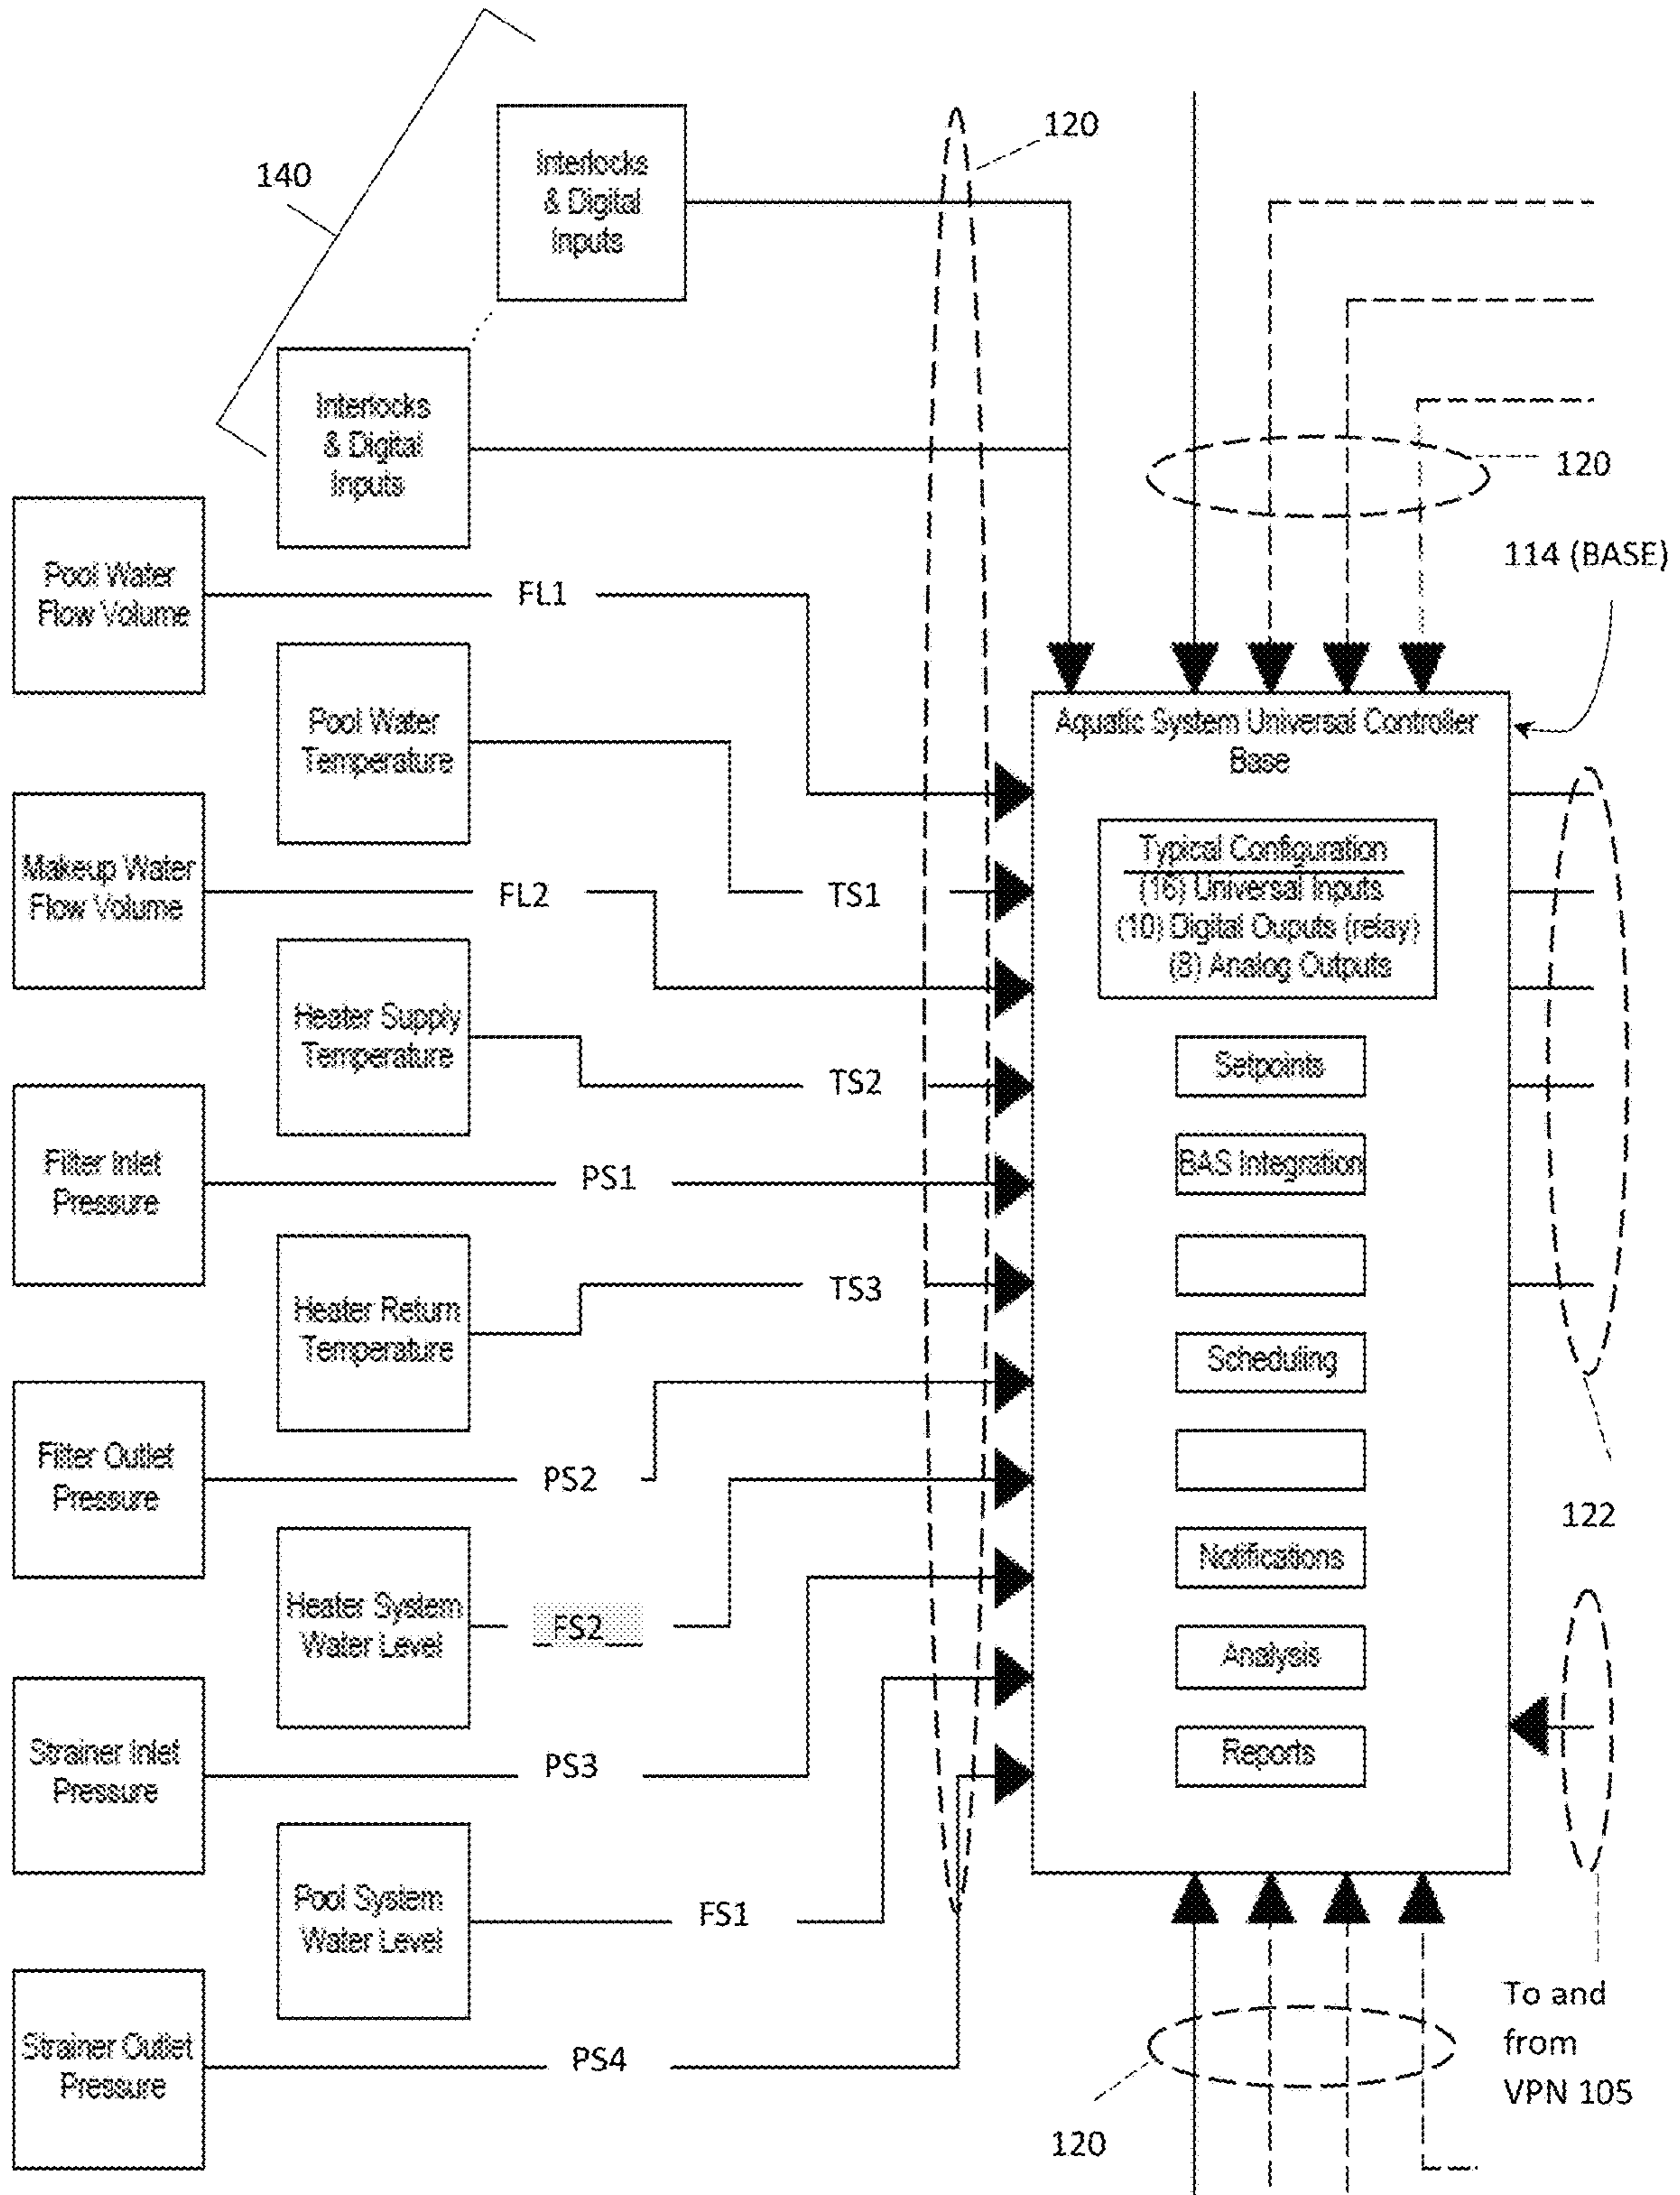 140
Interlocks
& Digital
Inputs
120
Interlocks
& Digital
Inputs
120
114 (BASE)
Pool Water
Flow Volume
FL1
Pool Water
Temperature
Aquatic System Universal Controller
Base
Typical Configuration
(16) Universal Inputs
(10) Digital Ouputs (relay)
(8) Analog Outputs
Makeup Water
Flow Volume
FL2
TS1
Heater Supply
Temperature
TS2
Setpoints
Filter Inlet
Pressure
PS1
BAS Integration
Heater Return
Temperature
TS3
Scheduling
Filter Outlet
Pressure
PS2
122
Heater System
Water Level
FS2
Notifications
Analysis
Strainer Inlet
Pressure
PS3
Reports
Pool System
Water Level
FS1
Strainer Outlet
Pressure
PS4
120
To and
from
VPN 105